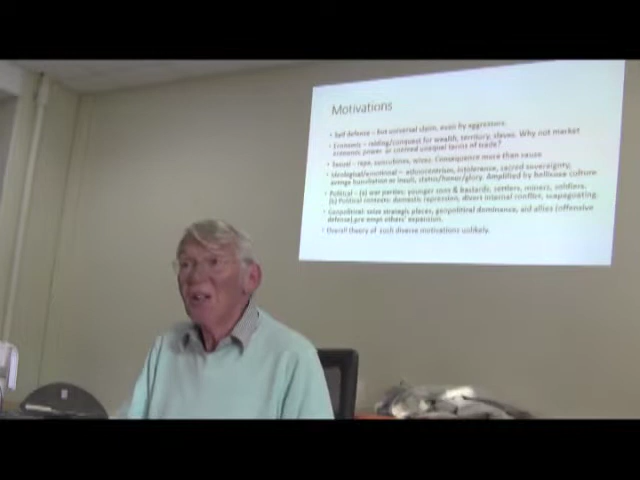 Motivations
• Self defense – but universal claim, even by aggressors.
• Economic – raiding/conquest for wealth, territory, slaves. Why not market
economic power or coerced unequal terms of trade?
• Sexual – rape, concubines, wives. Consequence more than cause
• Ideological/emotional – ethnocentrism, intolerance, sacred sovereignty,
avenge humiliation or insult, status/honor/glory. Amplified by bellicose culture
• Political – (a) war parties: younger sons & bastards, settlers, miners, soldiers.
(b) Political contexts: domestic repression, divert internal conflict, scapegoating.
• Geopolitical: seize strategic places, geopolitical dominance, aid allies (offensive
defense), pre-empt others' expansion.
• Overall theory of such diverse motivations unlikely.